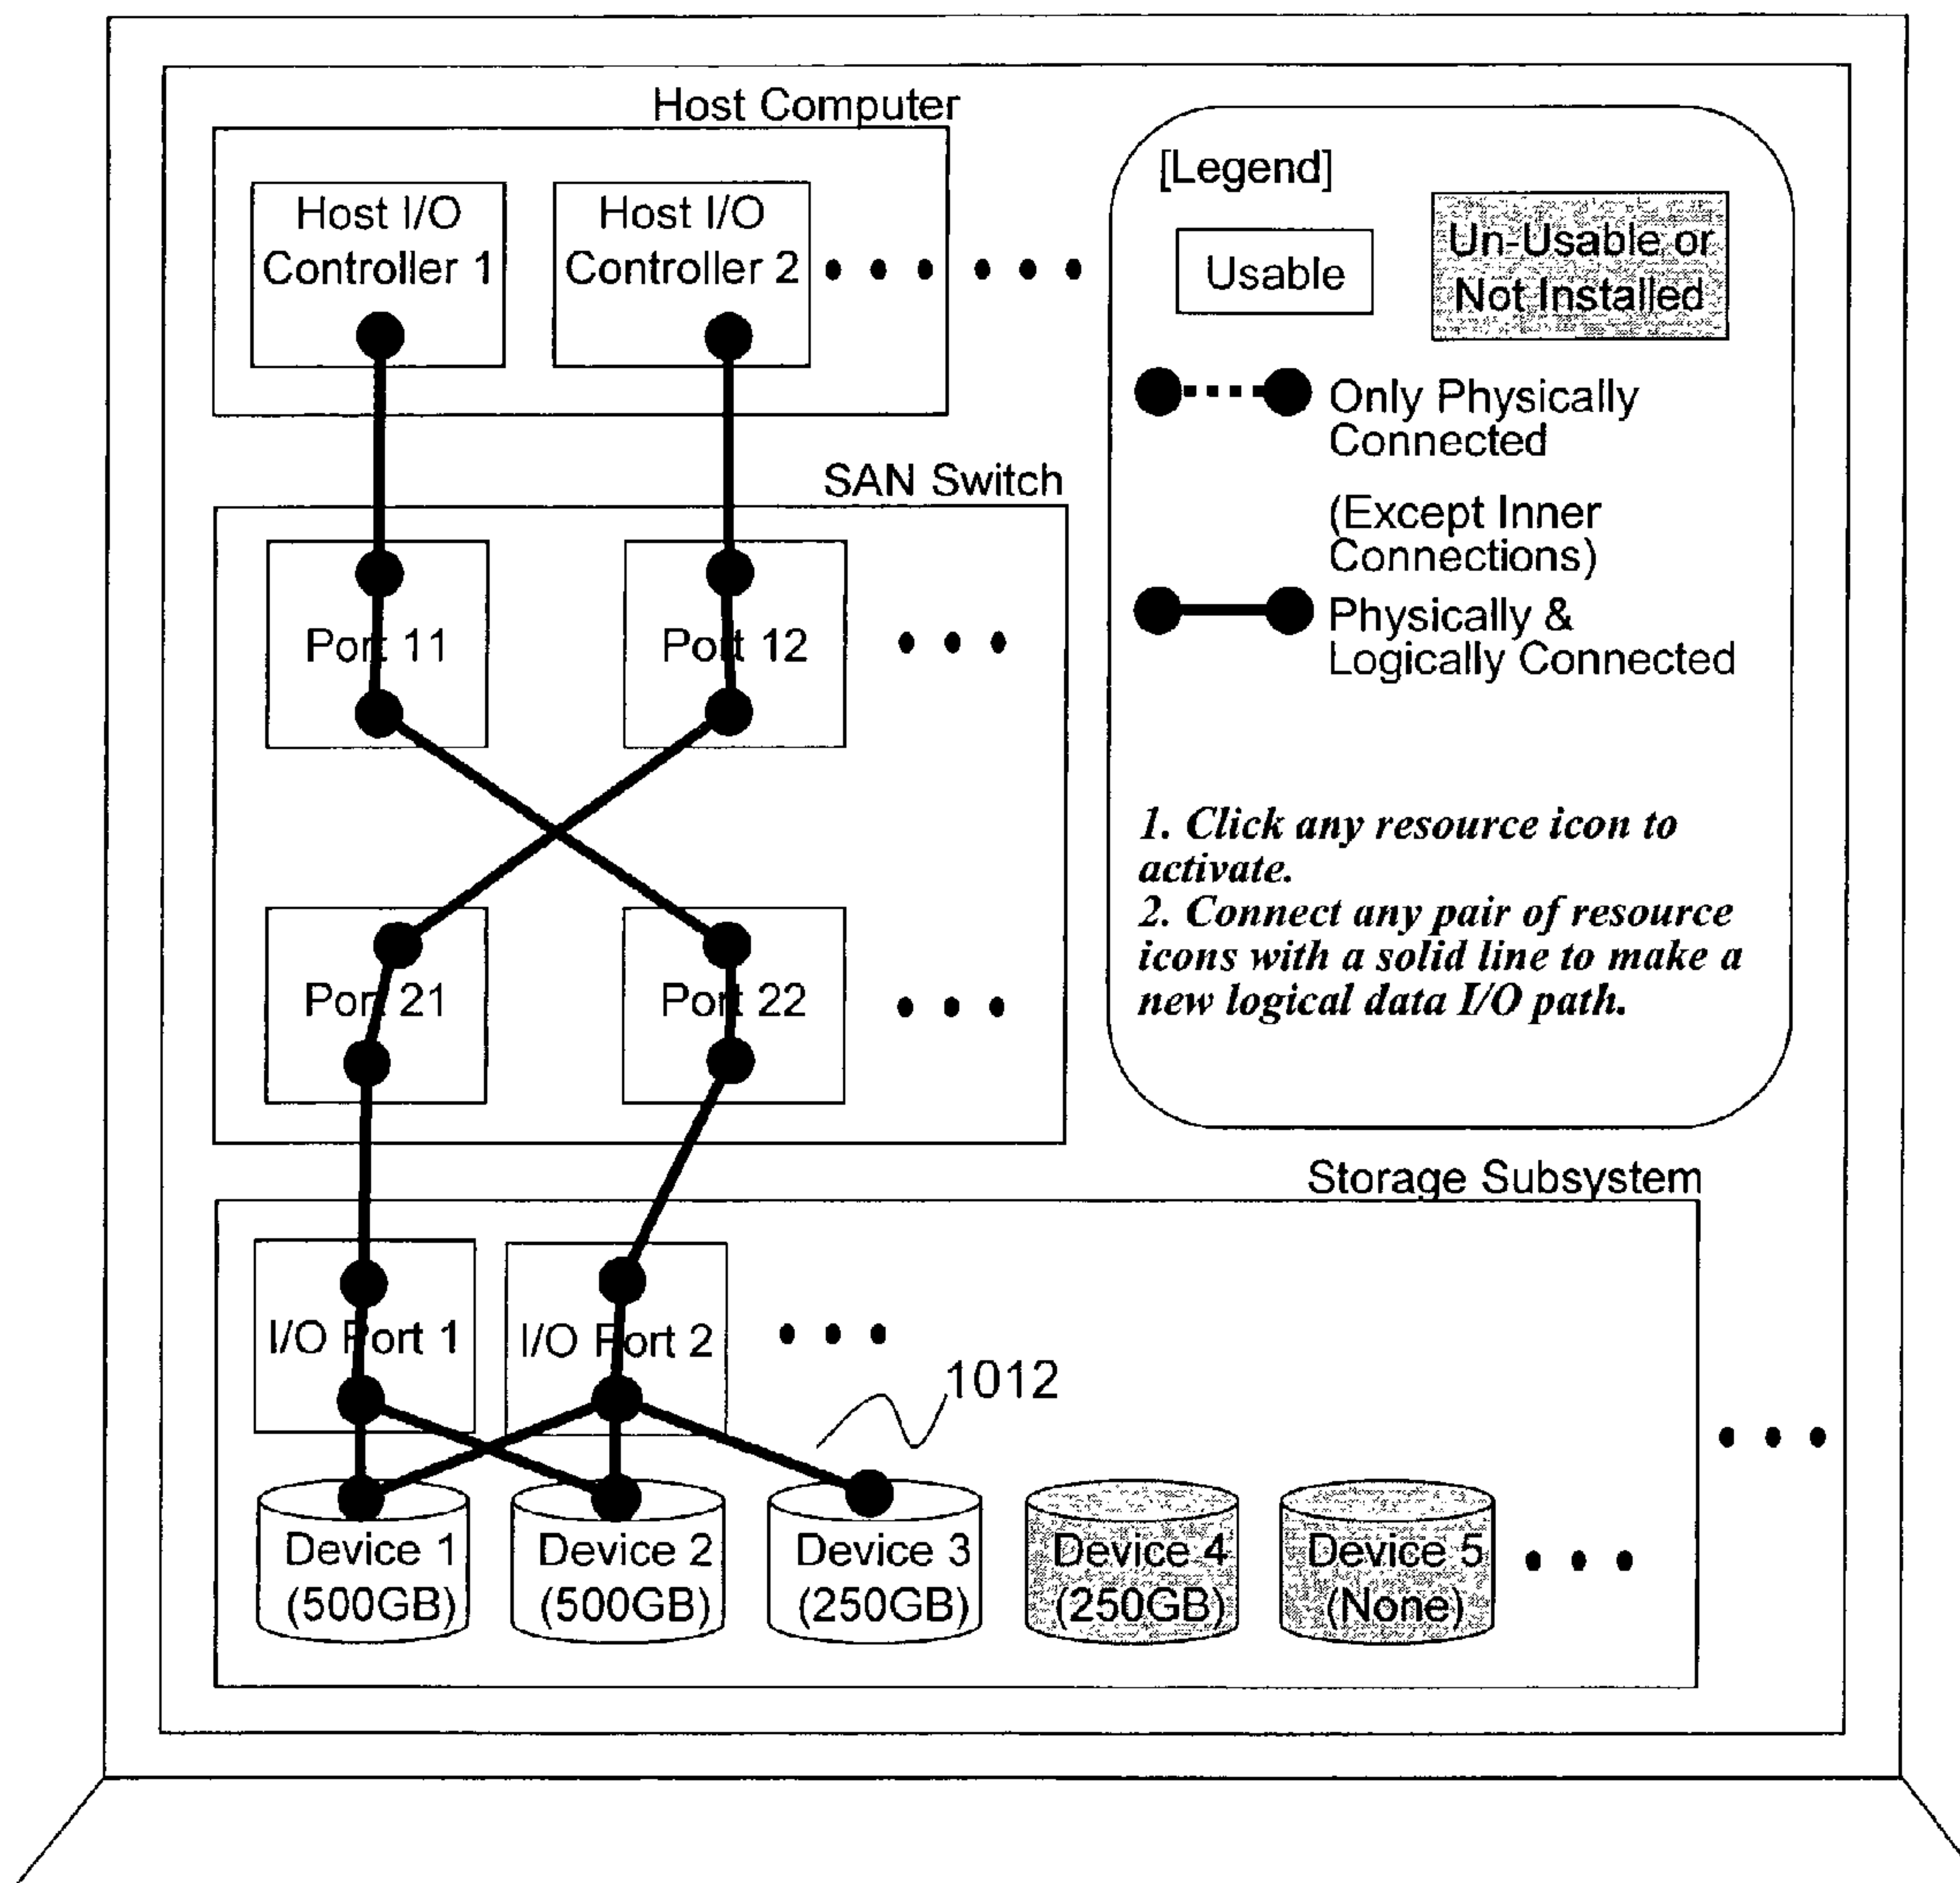 Host Computer
Host I/O
Controller 1
Host I/O
Controller 2
SAN Switch
Port 11
Port 12
Port 21
Port 22
[Legend]
Usable
Un-Usable or
Not Installed
Only Physically
Connected
(Except Inner
Connections)
Physically &
Logically Connected
1. Click any resource icon to
activate.
2. Connect any pair of resource
icons with a solid line to make a
new logical data I/O path.
Storage Subsystem
I/O Port 1
I/O Port 2
1012
Device 1
(500GB)
Device 2
(500GB)
Device 3
(250GB)
Device 4
(250GB)
Device 5
(None)